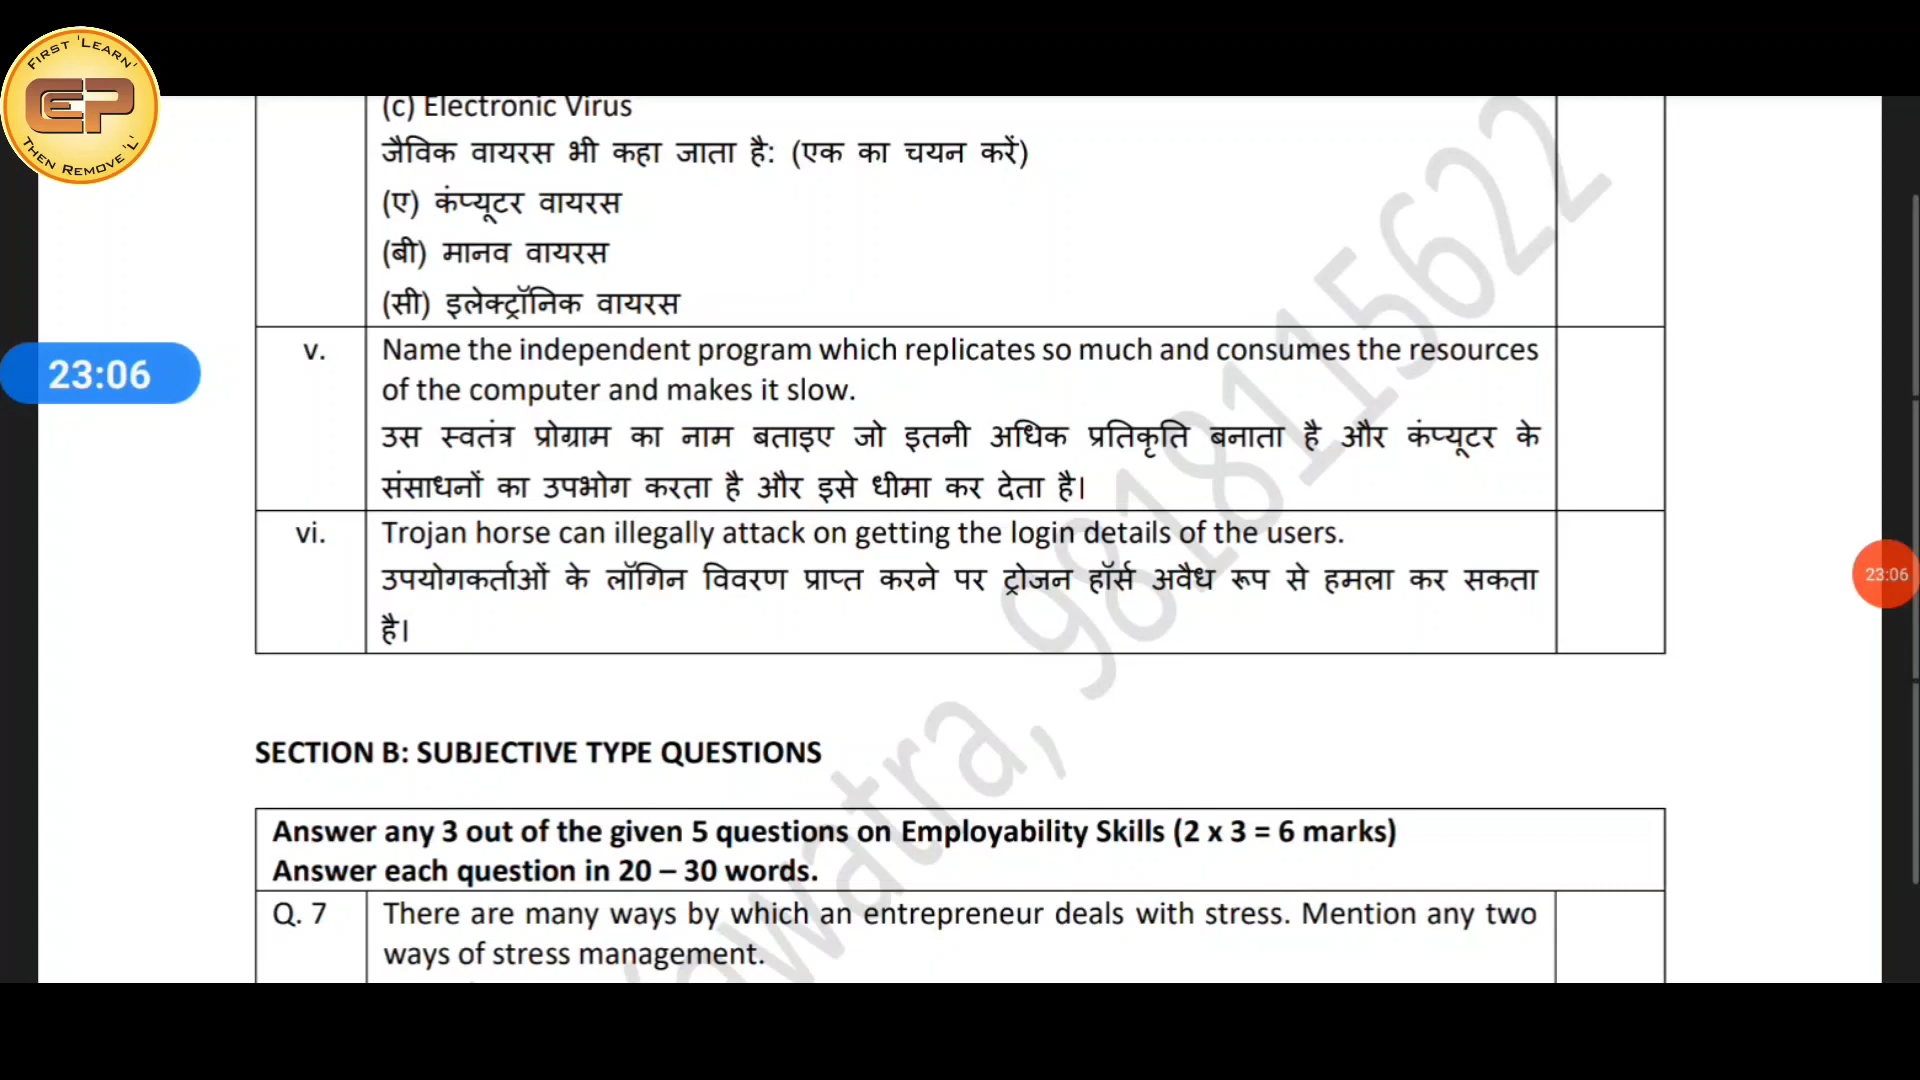 FIRST 'LEARN'
EP
THEN REMOVE 'L'
(c) Electronic Virus
जैविक वायरस भी कहा जाता है: (एक का चयन करें)
(ए) कंप्यूटर वायरस
(बी) मानव वायरस
(सी) इलेक्ट्रॉनिक वायरस
v. Name the independent program which replicates so much and consumes the resources
of the computer and makes it slow.
उस स्वतंत्र प्रोग्राम का नाम बताइए जो इतनी अधिक प्रतिकृति बनाता है और कंप्यूटर के
संसाधनों का उपभोग करता है और इसे धीमा कर देता है।
23:06
vi. Trojan horse can illegally attack on getting the login details of the users.
उपयोगकर्ताओं के लॉगिन विवरण प्राप्त करने पर ट्रोजन हॉर्स अवैध रूप से हमला कर सकता
है।
23:06
SECTION B: SUBJECTIVE TYPE QUESTIONS
Answer any 3 out of the given 5 questions on Employability Skills (2 x 3 = 6 marks)
Answer each question in 20 – 30 words.
Q. 7 There are many ways by which an entrepreneur deals with stress. Mention any two
ways of stress management.
9818115622